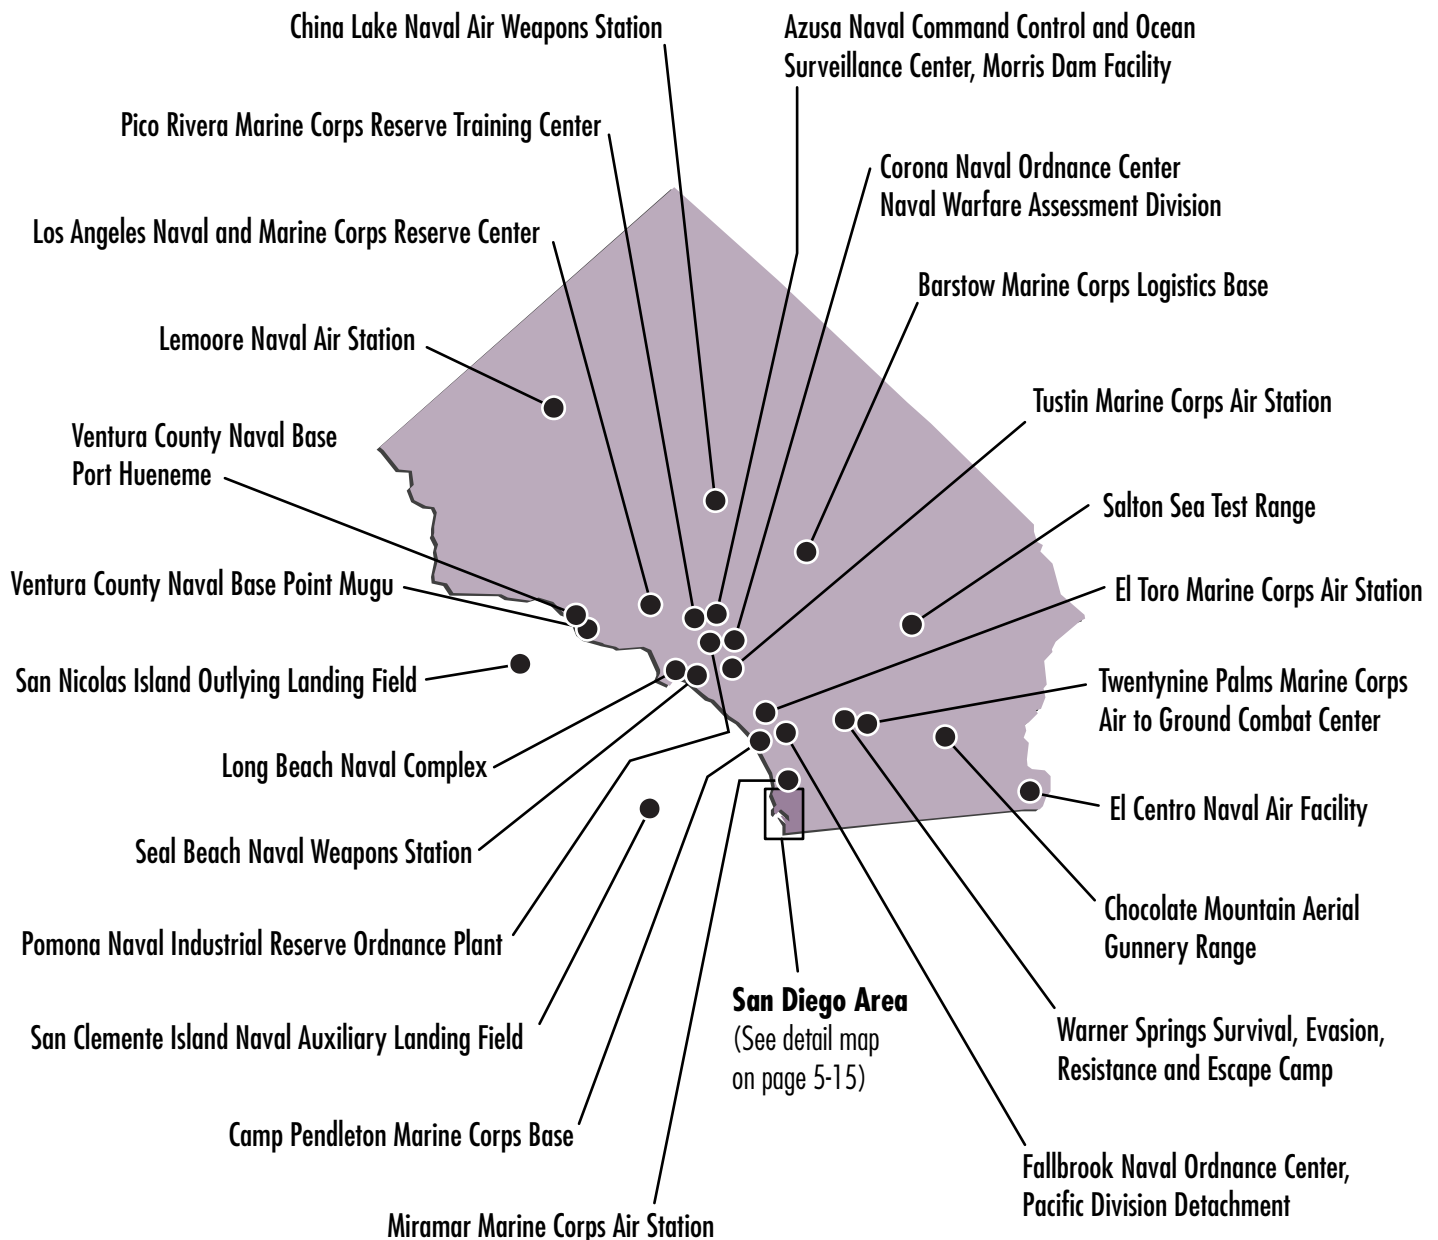 China Lake Naval Air Weapons Station
Azusa Naval Command Control and Ocean
Surveillance Center, Morris Dam Facility
Pico Rivera Marine Corps Reserve Training Center
Corona Naval Ordnance Center
Naval Warfare Assessment Division
Los Angeles Naval and Marine Corps Reserve Center
Barstow Marine Corps Logistics Base
Lemoore Naval Air Station
Tustin Marine Corps Air Station
Ventura County Naval Base
Port Hueneme
Salton Sea Test Range
Ventura County Naval Base Point Mugu
El Toro Marine Corps Air Station
San Nicolas Island Outlying Landing Field
Twentynine Palms Marine Corps
Air to Ground Combat Center
Long Beach Naval Complex
El Centro Naval Air Facility
Seal Beach Naval Weapons Station
Chocolate Mountain Aerial
Gunnery Range
Pomona Naval Industrial Reserve Ordnance Plant
San Diego Area
(See detail map
on page 5-15)
San Clemente Island Naval Auxiliary Landing Field
Warner Springs Survival, Evasion,
Resistance and Escape Camp
Camp Pendleton Marine Corps Base
Fallbrook Naval Ordnance Center,
Pacific Division Detachment
Miramar Marine Corps Air Station